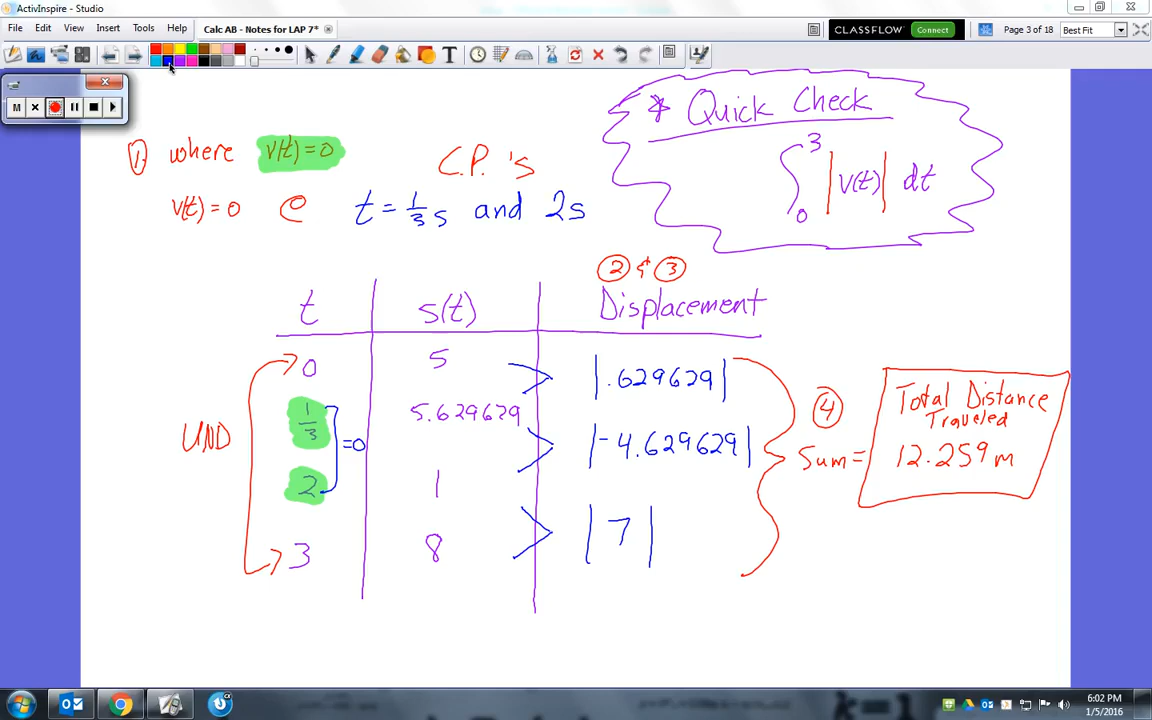 ActivInspire - Studio
File Edit View Insert Tools Help Calc AB - Notes for LAP 7*
CLASSFLOW™ Connect Page 3 of 18 Best Fit
M
* Quick Check
∫₀³ |v(t)| dt
① where v(t) = 0 C.P.'s
v(t) = 0 @ t = 1/3 s and 2s
② & ③
t s(t) Displacement
0 5
|.629629|
1/3 5.629629
|-4.629629|
2 1
|7|
3 8
UND
=0
④
Sum =
Total Distance
Traveled
12.259 m
6:02 PM
1/5/2016